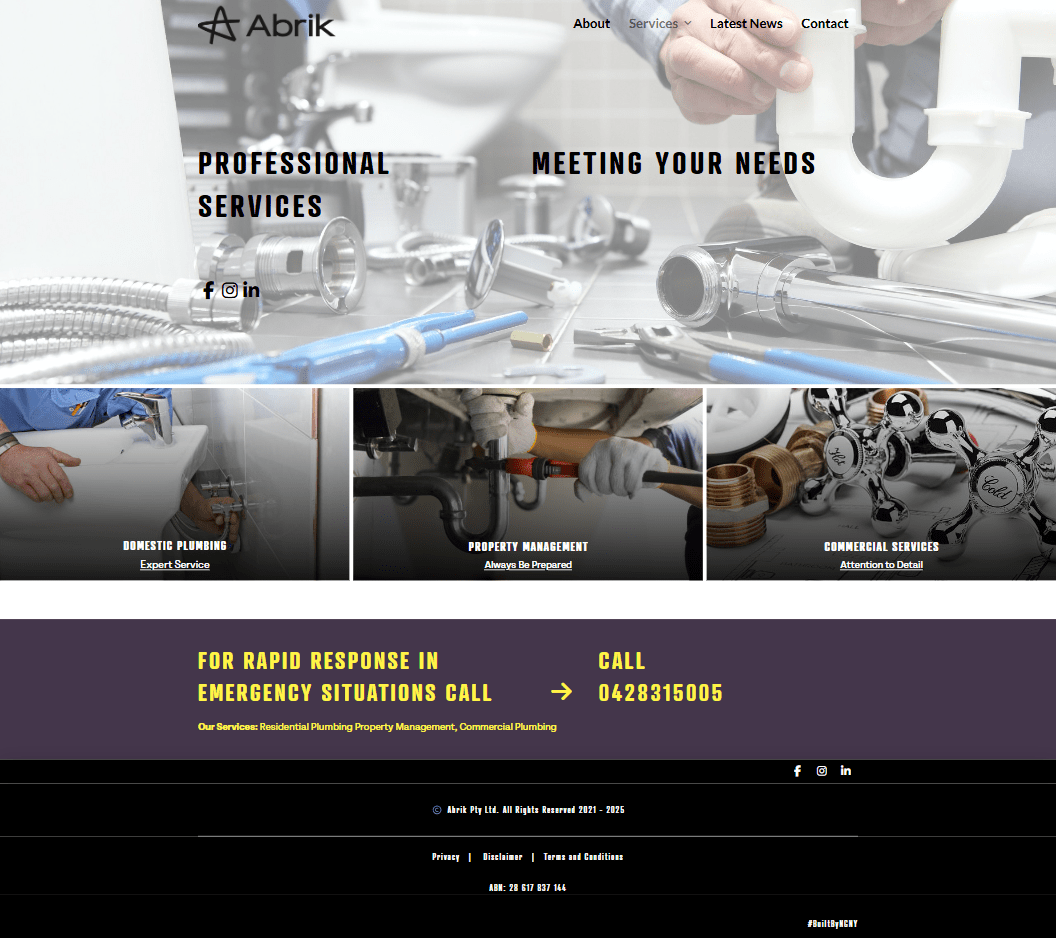 Abrik
About Services Latest News Contact
PROFESSIONAL
SERVICES
MEETING YOUR NEEDS
DOMESTIC PLUMBING
Expert Service
PROPERTY MANAGEMENT
Always Be Prepared
Hot
Cold
COMMERCIAL SERVICES
Attention to Detail
FOR RAPID RESPONSE IN
EMERGENCY SITUATIONS CALL
CALL
0428315005
Our Services: Residential Plumbing Property Management, Commercial Plumbing
© Abrik Pty Ltd. All Rights Reserved 2021 - 2025
Privacy | Disclaimer | Terms and Conditions
ABN: 28 617 837 144
#BuiltByNGNY